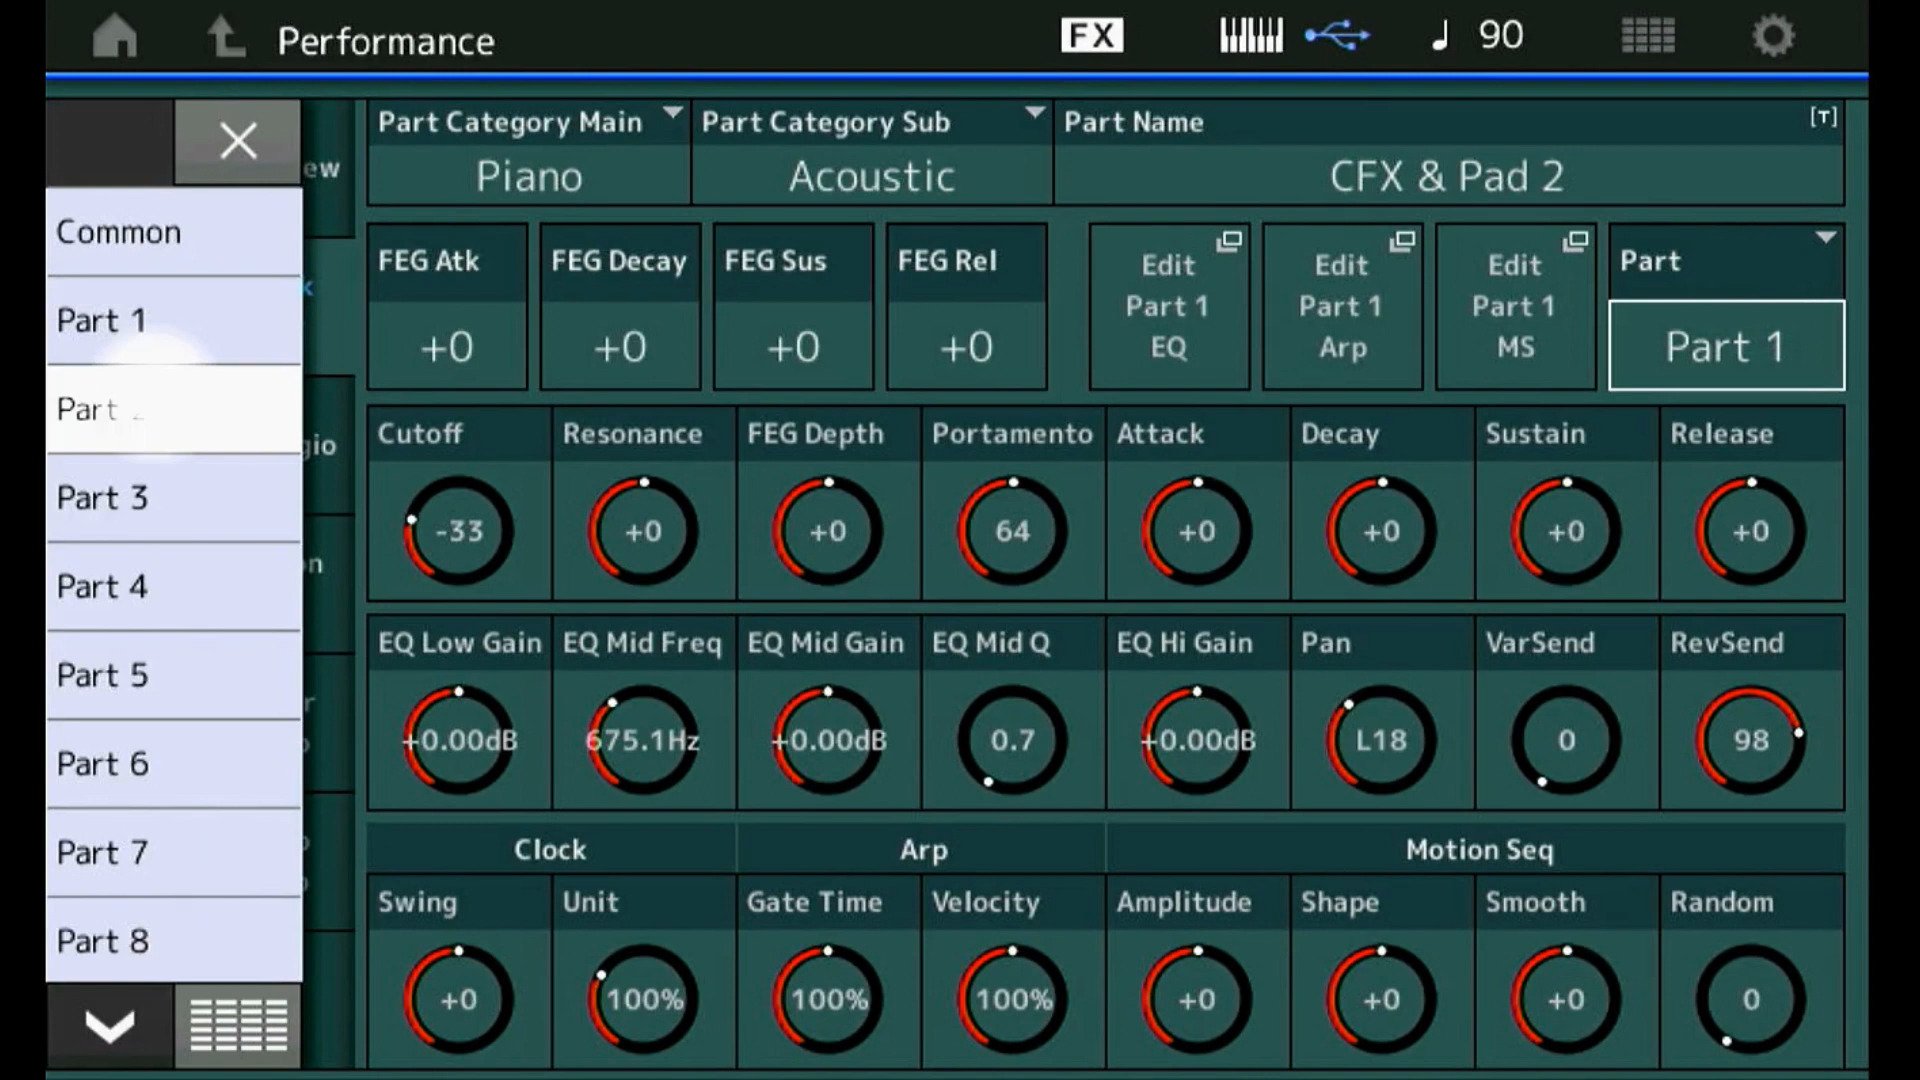 Performance
FX
90
Common
Part 1
Part
Part 3
Part 4
Part 5
Part 6
Part 7
Part 8
ew
k
gio
n
r
Part Category Main
Piano
Part Category Sub
Acoustic
Part Name
[T]
CFX & Pad 2
FEG Atk
+0
FEG Decay
+0
FEG Sus
+0
FEG Rel
+0
Edit
Part 1
EQ
Edit
Part 1
Arp
Edit
Part 1
MS
Part
Part 1
Cutoff
Resonance
FEG Depth
Portamento
Attack
Decay
Sustain
Release
-33
+0
+0
64
+0
+0
+0
+0
EQ Low Gain
EQ Mid Freq
EQ Mid Gain
EQ Mid Q
EQ Hi Gain
Pan
VarSend
RevSend
+0.00dB
675.1Hz
+0.00dB
0.7
+0.00dB
L18
0
98
Clock
Arp
Motion Seq
Swing
Unit
Gate Time
Velocity
Amplitude
Shape
Smooth
Random
+0
100%
100%
100%
+0
+0
+0
0